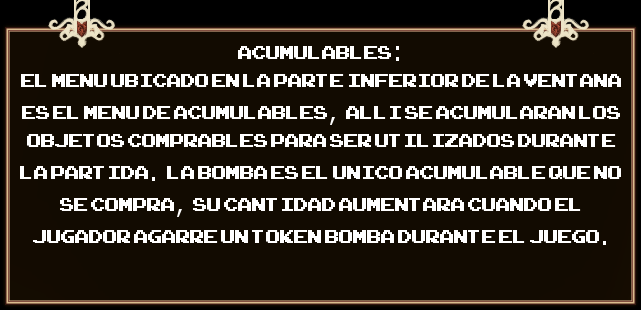 ACUMULABLES:
EL MENU UBICADO EN LA PARTE INFERIOR DE LA VENTANA
ES EL MENU DE ACUMULABLES, ALLI SE ACUMULARAN LOS
OBJETOS COMPRABLES PARA SER UTILIZADOS DURANTE
LA PARTIDA. LA BOMBA ES EL UNICO ACUMULABLE QUE NO
SE COMPRA, SU CANTIDAD AUMENTARA CUANDO EL
JUGADOR AGARRE UN TOKEN BOMBA DURANTE EL JUEGO.